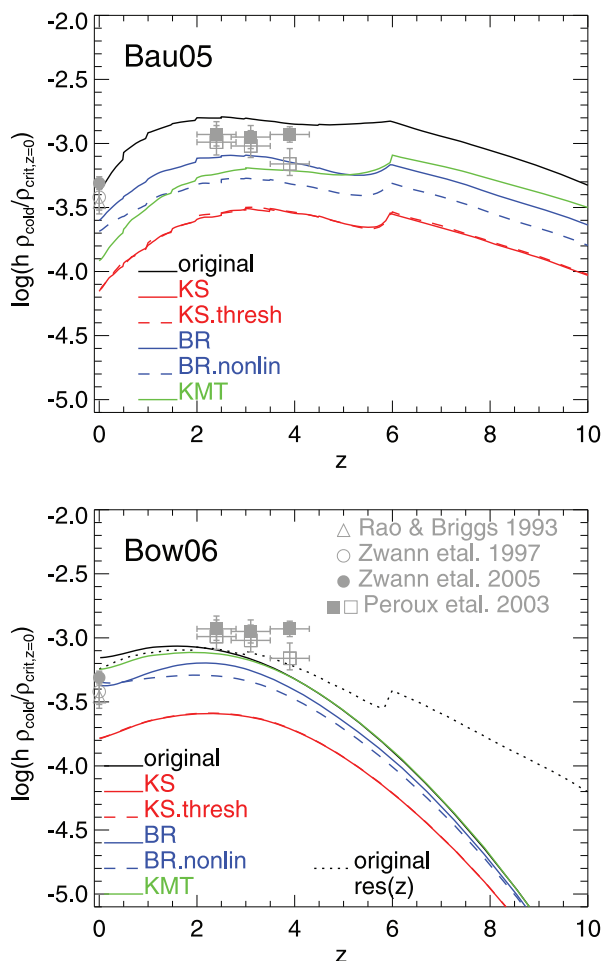 Bau05
log(h ρcold/ρcrit,z=0)
-2.0
-2.5
-3.0
-3.5
-4.0
-4.5
-5.0
original
KS
KS.thresh
BR
BR.nonlin
KMT
0 2 4 6 8 10
z
Bow06
log(h ρcold/ρcrit,z=0)
-2.0
-2.5
-3.0
-3.5
-4.0
-4.5
-5.0
Rao & Briggs 1993
Zwann etal. 1997
Zwann etal. 2005
Peroux etal. 2003
original
KS
KS.thresh
BR
BR.nonlin
KMT
original
res(z)
0 2 4 6 8 10
z